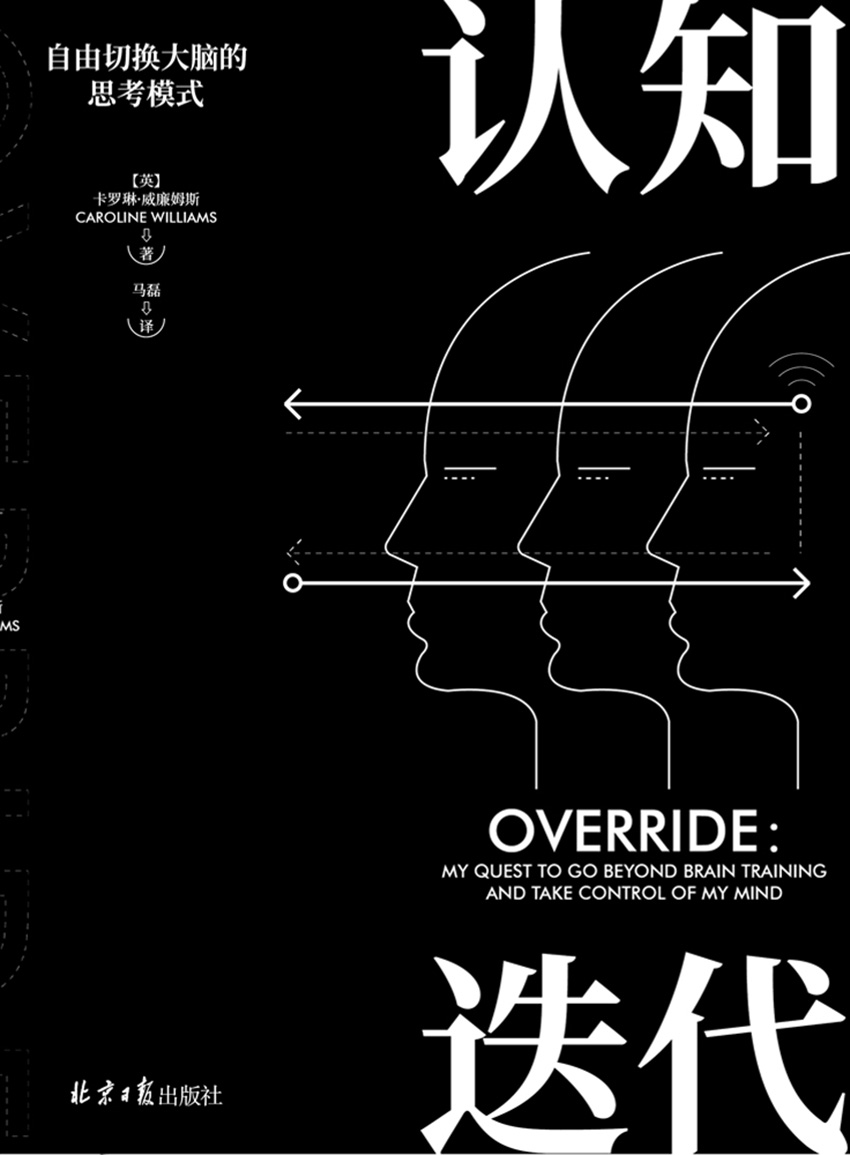 认知
自由切换大脑的
思考模式
【英】
卡罗琳·威廉姆斯
CAROLINE WILLIAMS
著
马磊
译
MS
OVERRIDE:
MY QUEST TO GO BEYOND BRAIN TRAINING
AND TAKE CONTROL OF MY MIND
迭代
北京日报出版社